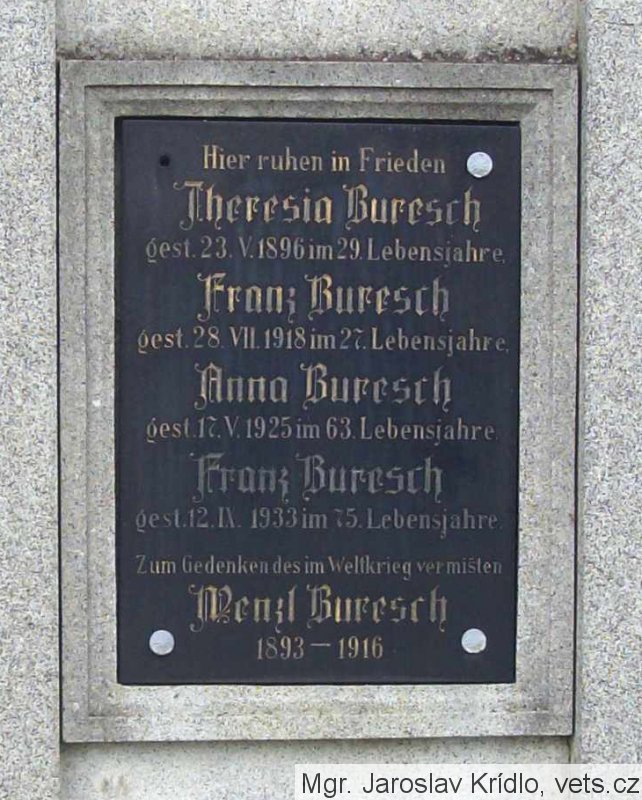 Hier ruhen in Frieden
Theresia Buresch
gest. 23. V. 1896 im 29. Lebensjahre,
Franz Buresch
gest. 28. VII. 1918 im 27. Lebensjahre,
Anna Buresch
gest. 17. V. 1925 im 63. Lebensjahre.
Franz Buresch
gest. 12. IX. 1933 im 75. Lebensjahre.
Zum Gedenken des im Weltkrieg vermißten
Menzl Buresch
1893 — 1916
Mgr. Jaroslav Krídlo, vets.cz